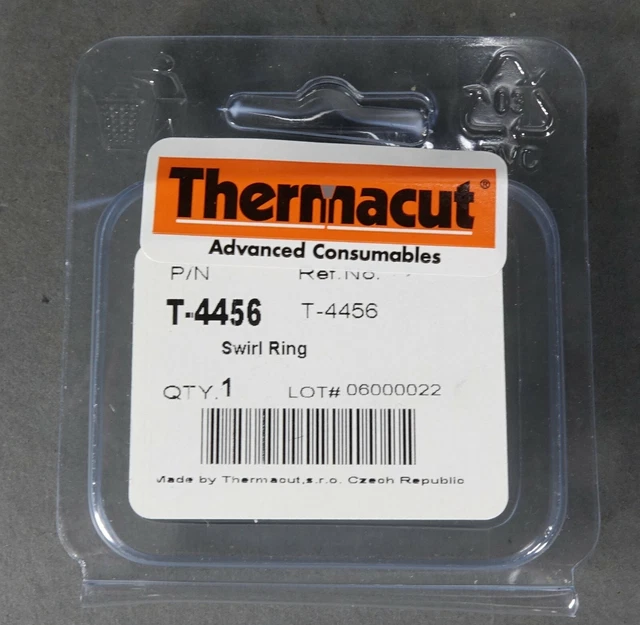 Thermacut®
Advanced Consumables
P/N Ref.No.
T-4456 T-4456
Swirl Ring
QTY.1 LOT# 06000022
Made by Thermacut,s.r.o. Czech Republic